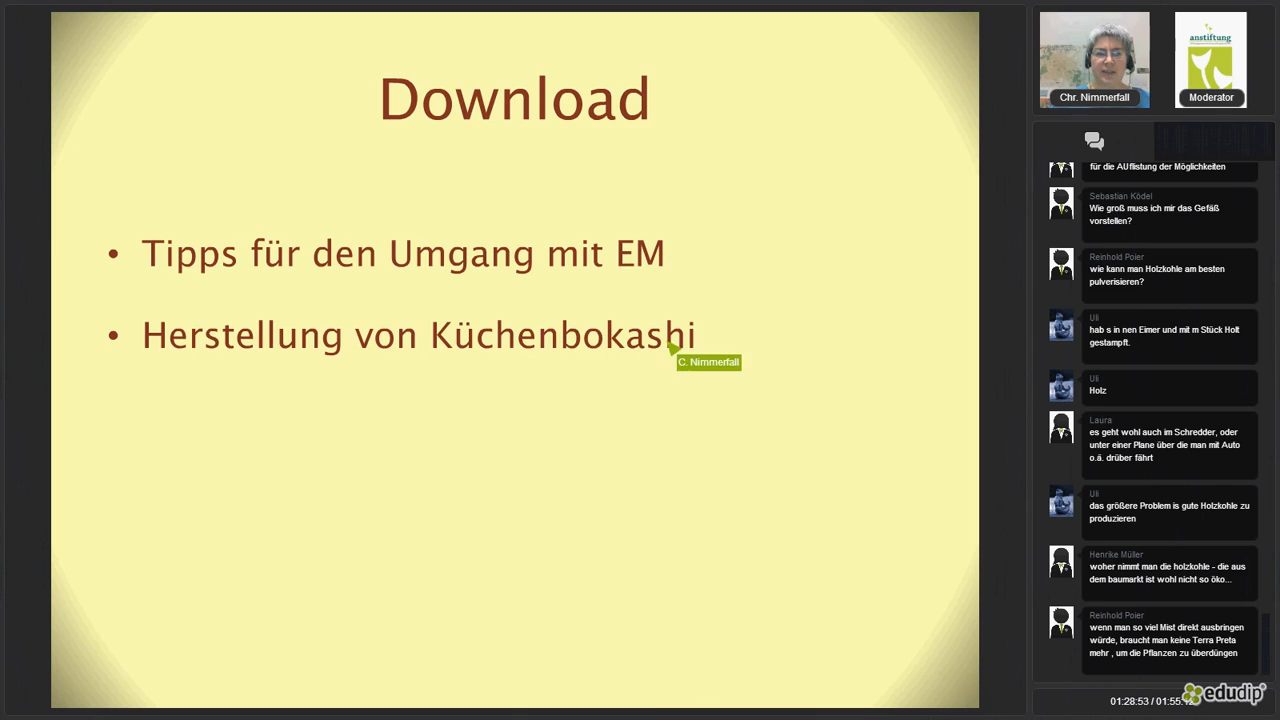 Download
• Tipps für den Umgang mit EM
• Herstellung von Küchenbokashi
C. Nimmerfall
Chr. Nimmerfall
anstiftung
Moderator
für die AUflistung der Möglichkeiten
Sebastian Ködel
Wie groß muss ich mir das Gefäß
vorstellen?
Reinhold Poier
wie kann man Holzkohle am besten
pulverisieren?
Uli
hab s in nen Eimer und mit m Stück Holt
gestampft.
Uli
Holz
Laura
es geht wohl auch im Schredder, oder
unter einer Plane über die man mit Auto
o.ä. drüber fährt
Uli
das größere Problem is gute Holzkohle zu
produzieren
Henrike Müller
woher nimmt man die holzkohle - die aus
dem baumarkt ist wohl nicht so öko...
Reinhold Poier
wenn man so viel Mist direkt ausbringen
würde, braucht man keine Terra Preta
mehr , um die Pflanzen zu überdüngen
01:28:53 / 01:55:
edudip